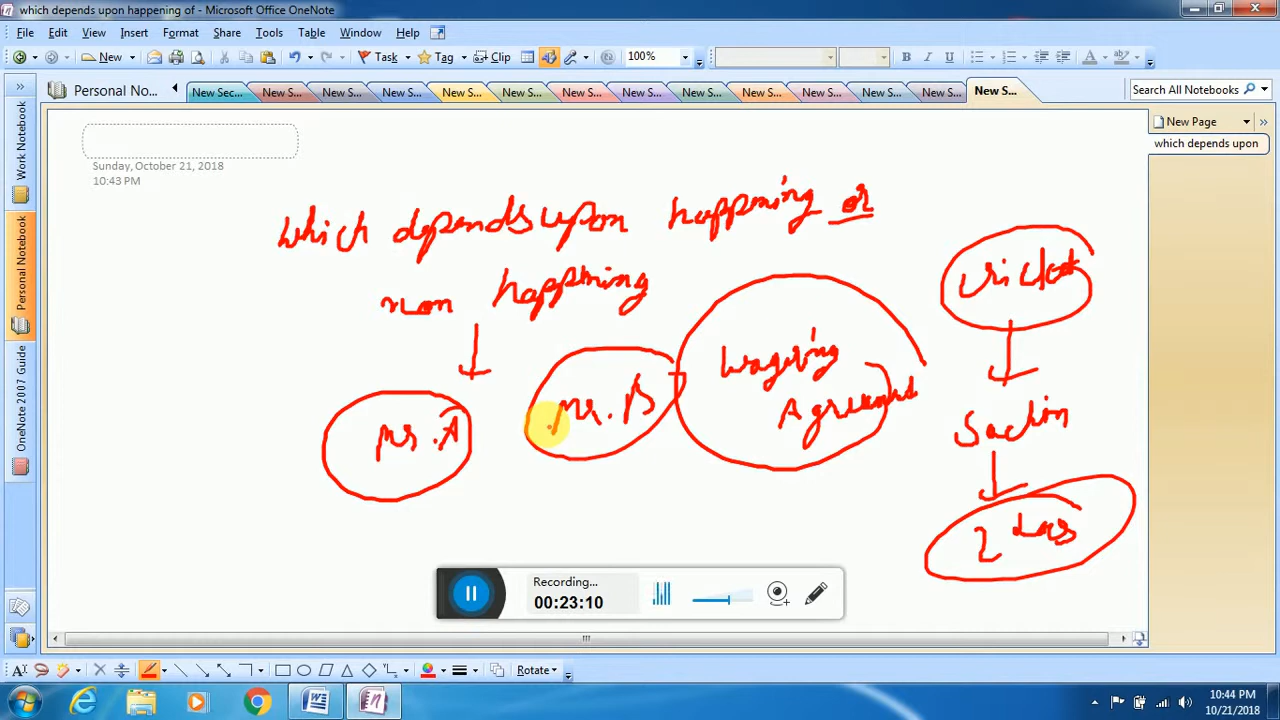 which depends upon happening of - Microsoft Office OneNote
File Edit View Insert Format Share Tools Table Window Help
New Task Tag Clip 100% B I U
Personal No... New Sec... New S... New S... New S... New S... New S... New S... New S... New S... New S... New S... New S... New S... New S...
Search All Notebooks
New Page
which depends upon
Work Notebook
Personal Notebook
OneNote 2007 Guide
Sunday, October 21, 2018
10:43 PM
which depends upon happening or
non happening
Cricket
Wagering
Agreement
Mr. B
Mr. A
Sachin
2 Lacs
Recording...
00:23:10
Rotate
10:44 PM
10/21/2018